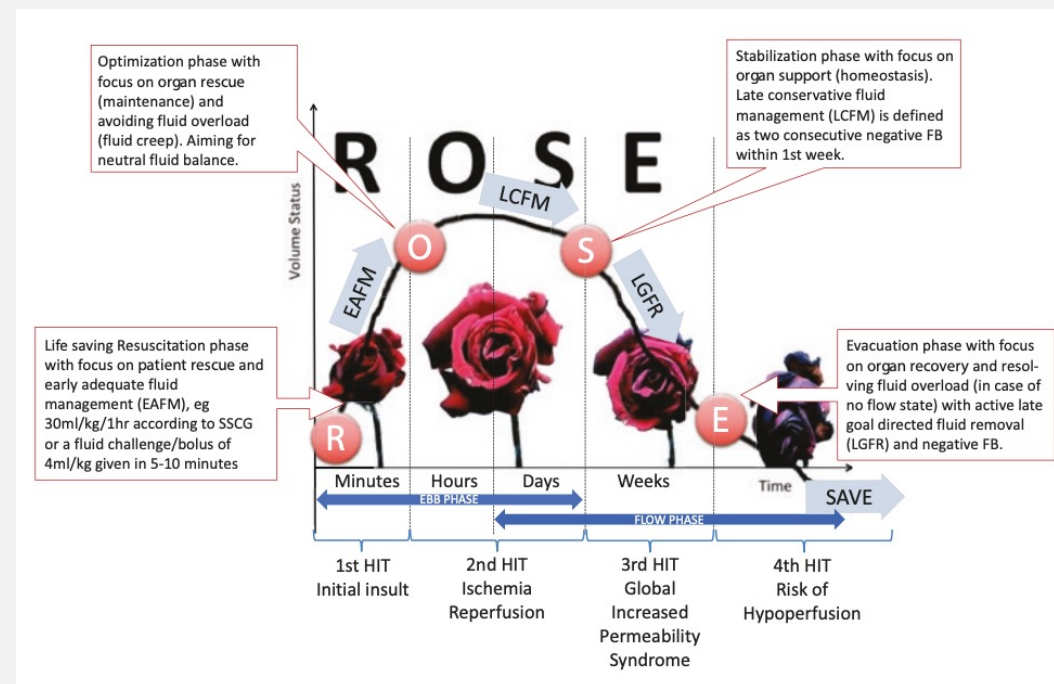 Optimization phase with
focus on organ rescue
(maintenance) and
avoiding fluid overload
(fluid creep). Aiming for
neutral fluid balance.
Stabilization phase with focus on
organ support (homeostasis).
Late conservative fluid
management (LCFM) is defined
as two consecutive negative FB
within 1st week.
R O S E
Volume Status
LCFM
O
S
EAFM
LGFR
Life saving Resuscitation phase
with focus on patient rescue and
early adequate fluid
management (EAFM), eg
30ml/kg/1hr according to SSCG
or a fluid challenge/bolus of
4ml/kg given in 5-10 minutes
Evacuation phase with focus
on organ recovery and resol-
ving fluid overload (in case of
no flow state) with active late
goal directed fluid removal
(LGFR) and negative FB.
R
E
Minutes Hours Days Weeks Time
SAVE
EBB PHASE
FLOW PHASE
1st HIT
Initial insult
2nd HIT
Ischemia
Reperfusion
3rd HIT
Global
Increased
Permeability
Syndrome
4th HIT
Risk of
Hypoperfusion